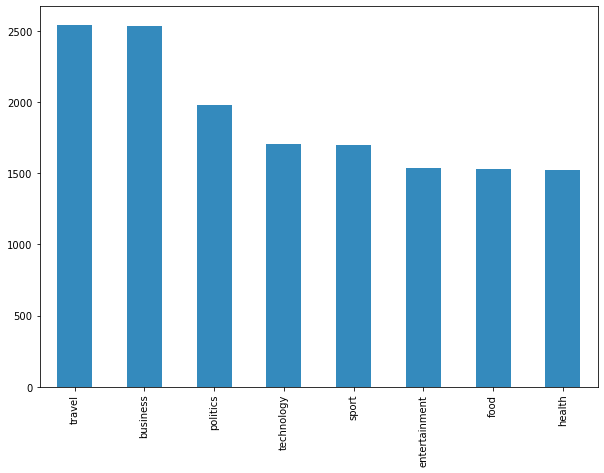 2500
2000
1500
1000
500
0
travel
business
politics
technology
sport
entertainment
food
health